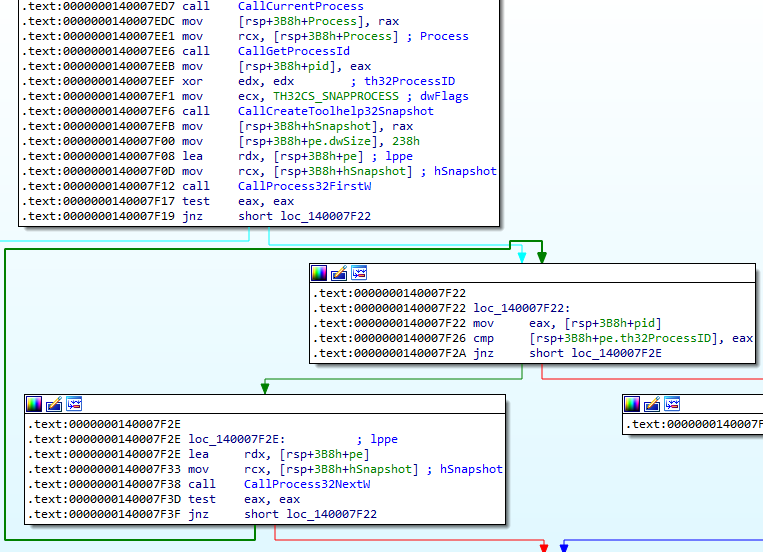 .text:0000000140007ED7 call CallCurrentProcess
.text:0000000140007EDC mov [rsp+3B8h+Process], rax
.text:0000000140007EE1 mov rcx, [rsp+3B8h+Process] ; Process
.text:0000000140007EE6 call CallGetProcessId
.text:0000000140007EEB mov [rsp+3B8h+pid], eax
.text:0000000140007EEF xor edx, edx ; th32ProcessID
.text:0000000140007EF1 mov ecx, TH32CS_SNAPPROCESS ; dwFlags
.text:0000000140007EF6 call CallCreateToolhelp32Snapshot
.text:0000000140007EFB mov [rsp+3B8h+hSnapshot], rax
.text:0000000140007F00 mov [rsp+3B8h+pe.dwSize], 238h
.text:0000000140007F08 lea rdx, [rsp+3B8h+pe] ; lppe
.text:0000000140007F0D mov rcx, [rsp+3B8h+hSnapshot] ; hSnapshot
.text:0000000140007F12 call CallProcess32FirstW
.text:0000000140007F17 test eax, eax
.text:0000000140007F19 jnz short loc_140007F22
.text:0000000140007F22
.text:0000000140007F22 loc_140007F22:
.text:0000000140007F22 mov eax, [rsp+3B8h+pid]
.text:0000000140007F26 cmp [rsp+3B8h+pe.th32ProcessID], eax
.text:0000000140007F2A jnz short loc_140007F2E
.text:0000000140007F2E
.text:0000000140007F2E loc_140007F2E: ; lppe
.text:0000000140007F2E lea rdx, [rsp+3B8h+pe]
.text:0000000140007F33 mov rcx, [rsp+3B8h+hSnapshot] ; hSnapshot
.text:0000000140007F38 call CallProcess32NextW
.text:0000000140007F3D test eax, eax
.text:0000000140007F3F jnz short loc_140007F22